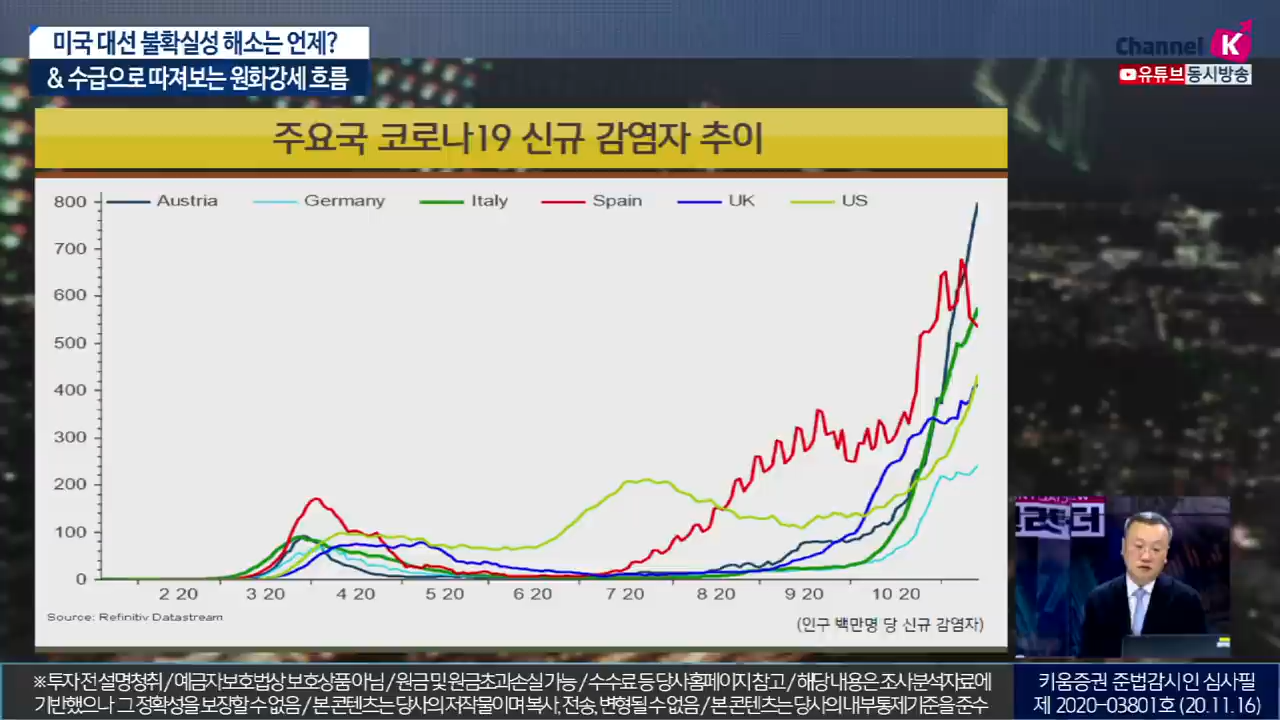 미국 대선 불확실성 해소는 언제?
& 수급으로 따져보는 원화강세 흐름
Channel K
유튜브 동시방송
주요국 코로나19 신규 감염자 추이
Austria Germany Italy Spain UK US
800
700
600
500
400
300
200
100
0
2 20 3 20 4 20 5 20 6 20 7 20 8 20 9 20 10 20
Source: Refinitiv Datastream
(인구 백만명 당 신규 감염자)
※투자 전 설명청취 / 예금자보호법상 보호상품 아님 / 원금 및 원금초과손실 가능 / 수수료 등 당사홈페이지 참고 / 해당 내용은 조사분석자료에
기반했으나 그 정확성을 보장할 수 없음 / 본 콘텐츠는 당사의 저작물이며 복사, 전송, 변형될 수 없음 / 본 콘텐츠는 당사의 내부통제기준을 준수
키움증권 준법감시인 심사필
제 2020-03801호 (20.11.16)